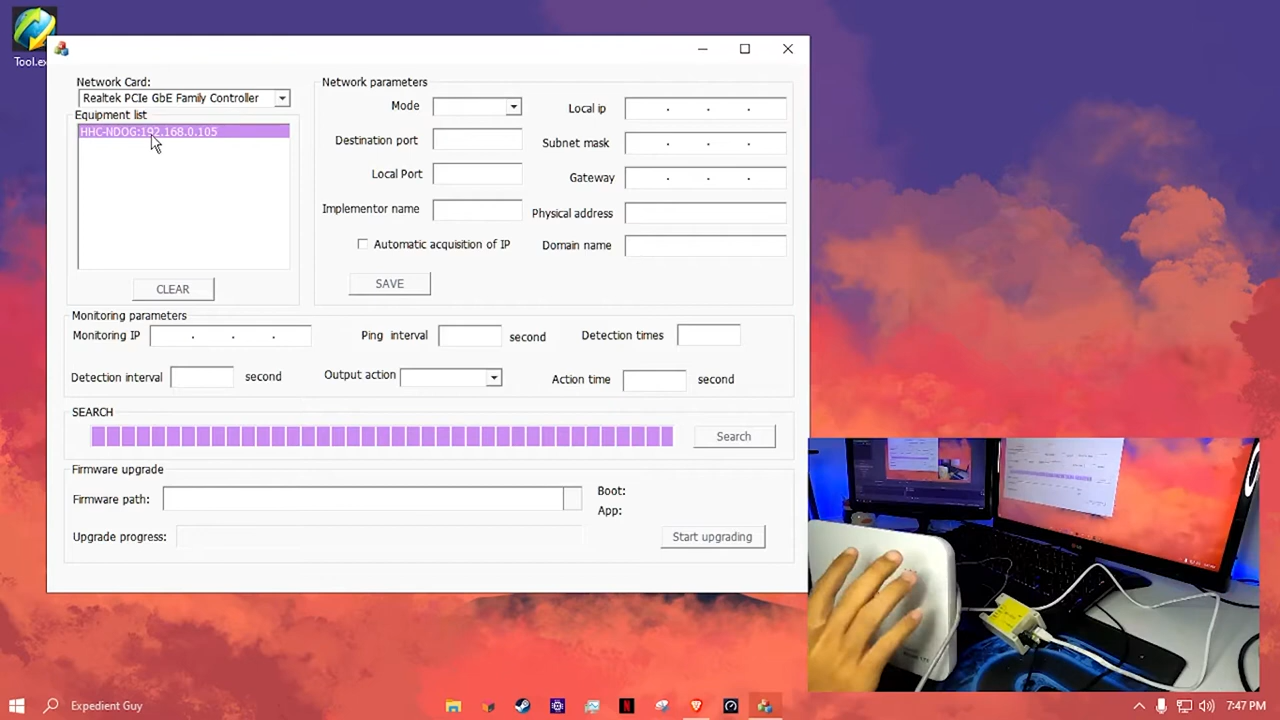 Tool.ex
Network Card:
Realtek PCIe GbE Family Controller
Equipment list
HHC-NDOG:192.168.0.105
CLEAR
Network parameters
Mode
Local ip
Destination port
Subnet mask
Local Port
Gateway
Implementor name
Physical address
Automatic acquisition of IP
Domain name
SAVE
Monitoring parameters
Monitoring IP
Ping interval
second
Detection times
Detection interval
second
Output action
Action time
second
SEARCH
Search
Firmware upgrade
Firmware path:
Boot:
App:
Upgrade progress:
Start upgrading
Expedient Guy
7:47 PM